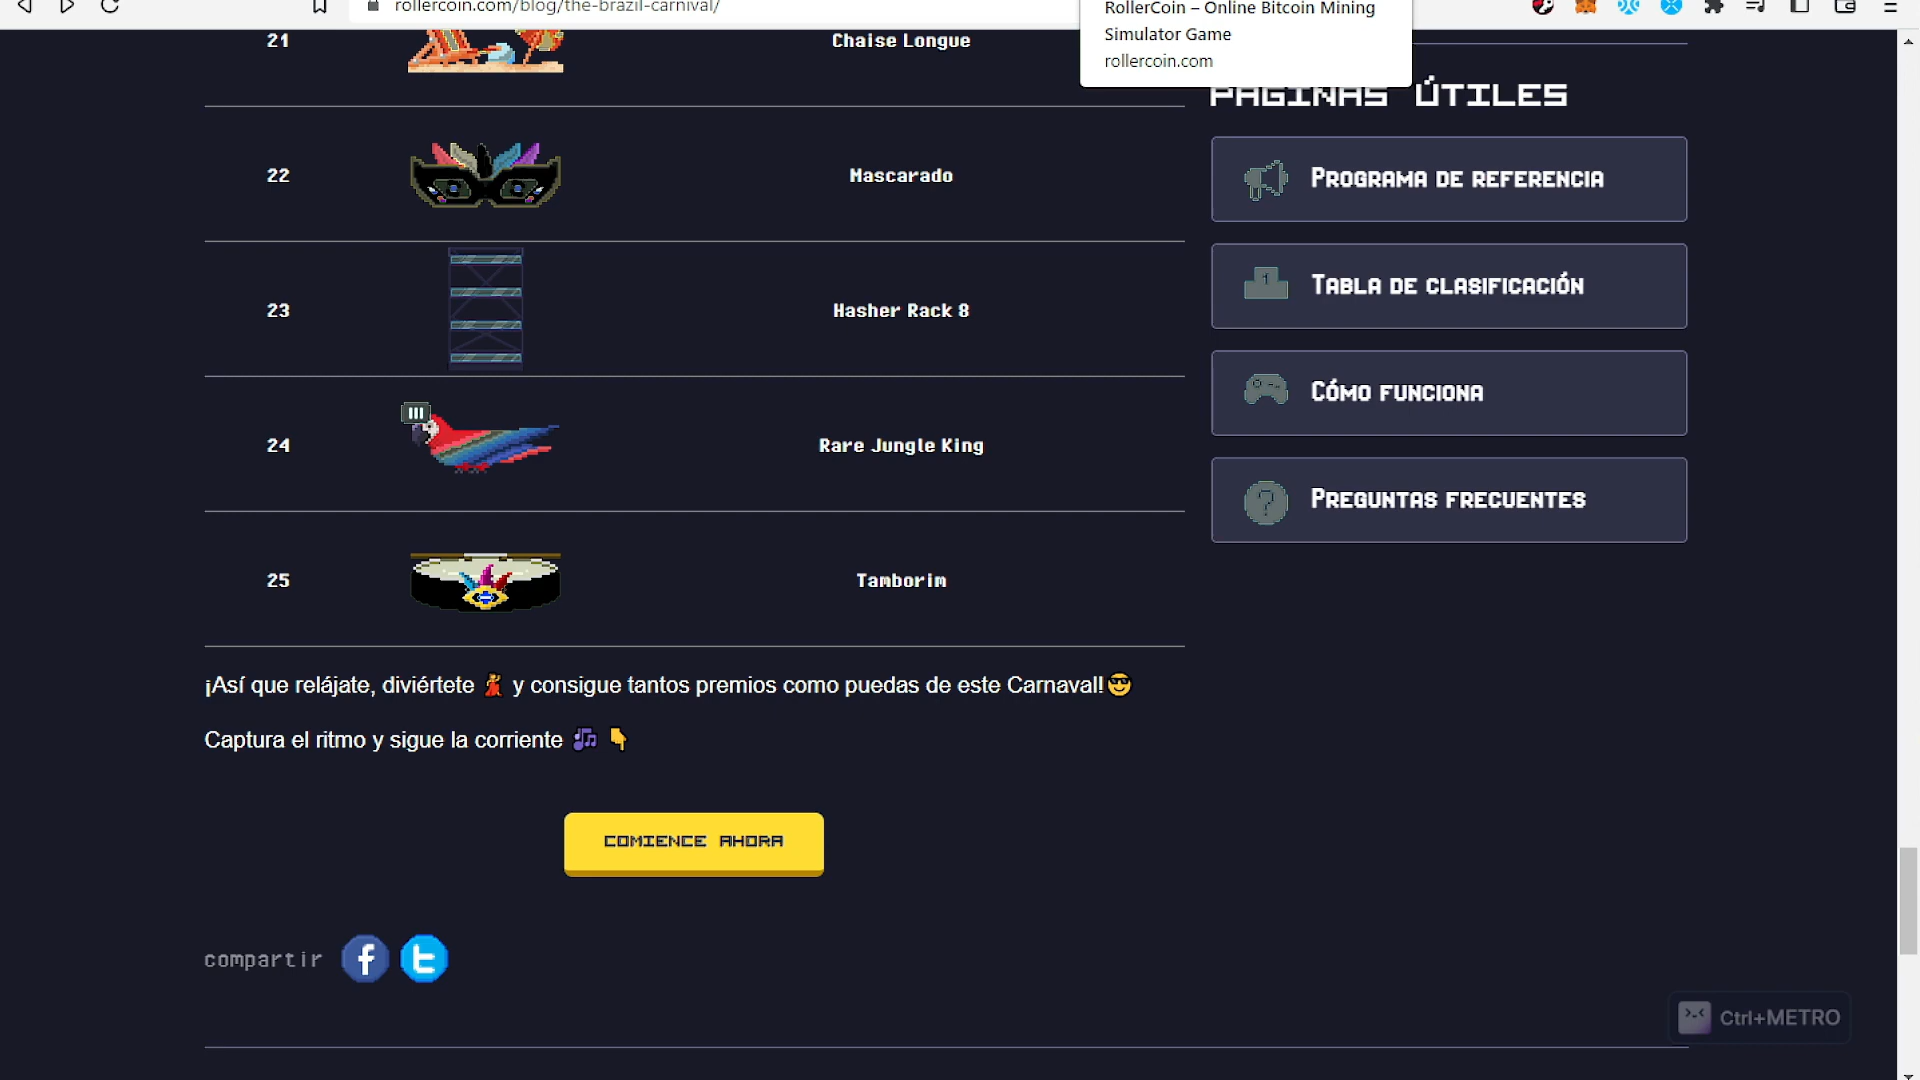 rollercoin.com/blog/the-brazil-carnival/
RollerCoin – Online Bitcoin Mining
Simulator Game
rollercoin.com
21 Chaise Longue
22 Mascarado
23 Hasher Rack 8
24 III Rare Jungle King
25 Tamborim
¡Así que relájate, diviértete 💃 y consigue tantos premios como puedas de este Carnaval!😎
Captura el ritmo y sigue la corriente 🎶 👇
COMIENCE AHORA
compartir
PÁGINAS ÚTILES
PROGRAMA DE REFERENCIA
TABLA DE CLASIFICACIÓN
CÓMO FUNCIONA
PREGUNTAS FRECUENTES
Ctrl+METRO